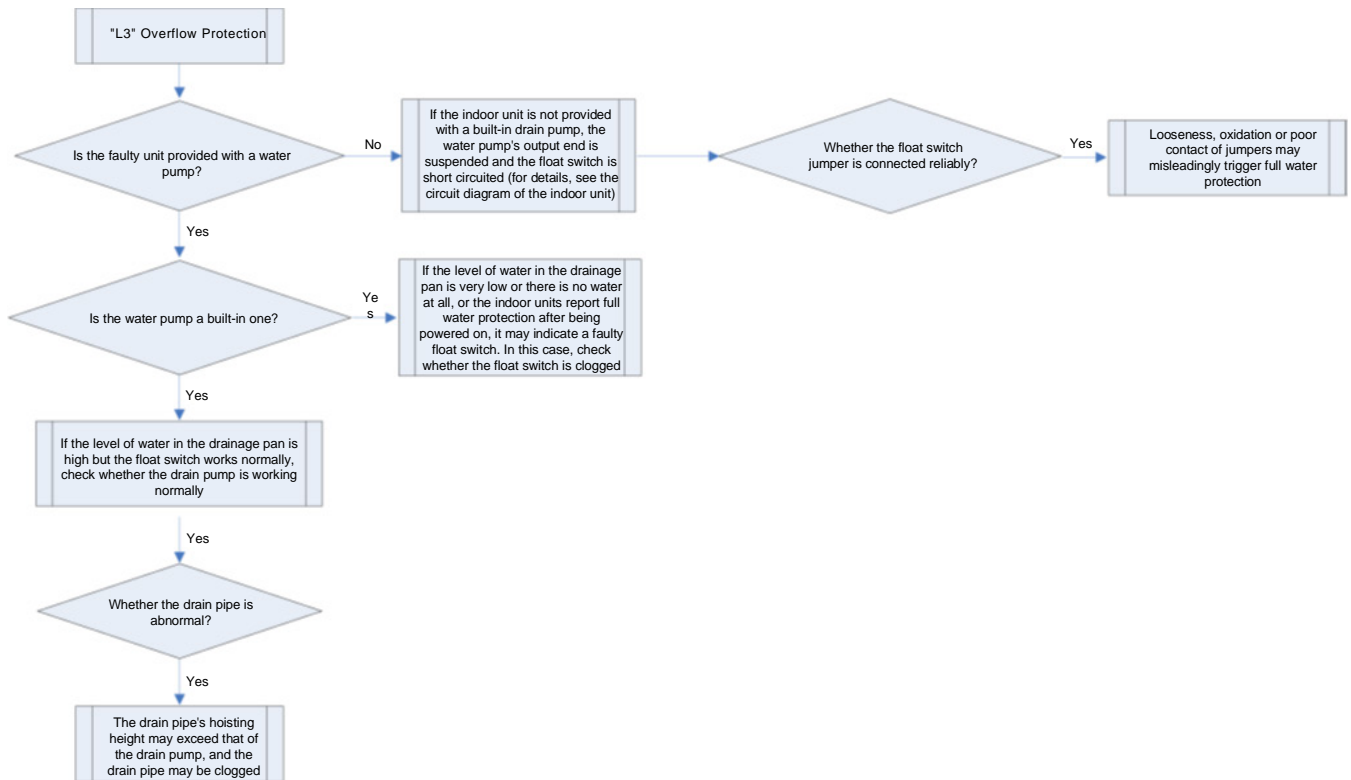 "L3" Overflow Protection
Is the faulty unit provided with a water
pump?
No
If the indoor unit is not provided
with a built-in drain pump, the
water pump's output end is
suspended and the float switch is
short circuited (for details, see the
circuit diagram of the indoor unit)
Whether the float switch
jumper is connected reliably?
Yes
Looseness, oxidation or poor
contact of jumpers may
misleadingly trigger full water
protection
Yes
Is the water pump a built-in one?
Ye
s
If the level of water in the drainage
pan is very low or there is no water
at all, or the indoor units report full
water protection after being
powered on, it may indicate a faulty
float switch. In this case, check
whether the float switch is clogged
Yes
If the level of water in the drainage pan is
high but the float switch works normally,
check whether the drain pump is working
normally
Yes
Whether the drain pipe is
abnormal?
Yes
The drain pipe's hoisting
height may exceed that of
the drain pump, and the
drain pipe may be clogged